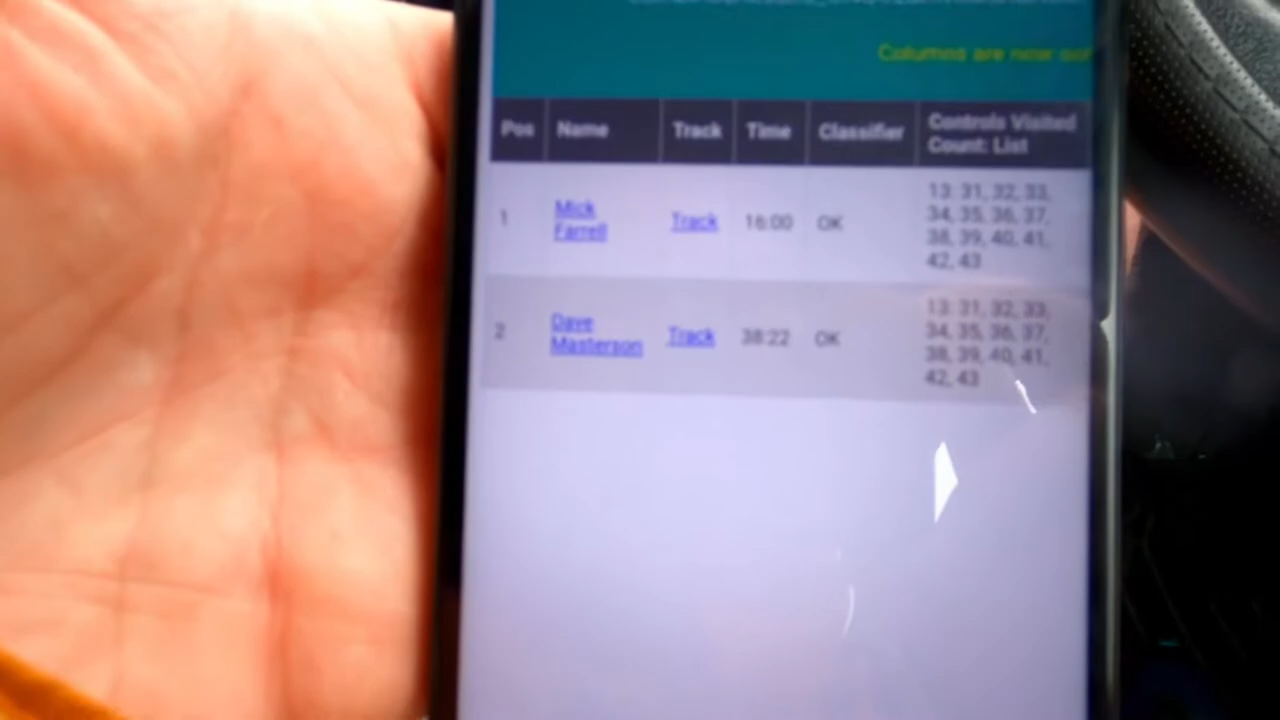 Columns are now
Pos Name Track Time Classifier Controls Visited
Count: List
1 Mick
Farrell Track 16:00 OK 13: 31, 32, 33,
34, 35, 36, 37,
38, 39, 40, 41,
42, 43
2 Dave
Masterson Track 38:22 OK 13: 31, 32, 33,
34, 35, 36, 37,
38, 39, 40, 41,
42, 43